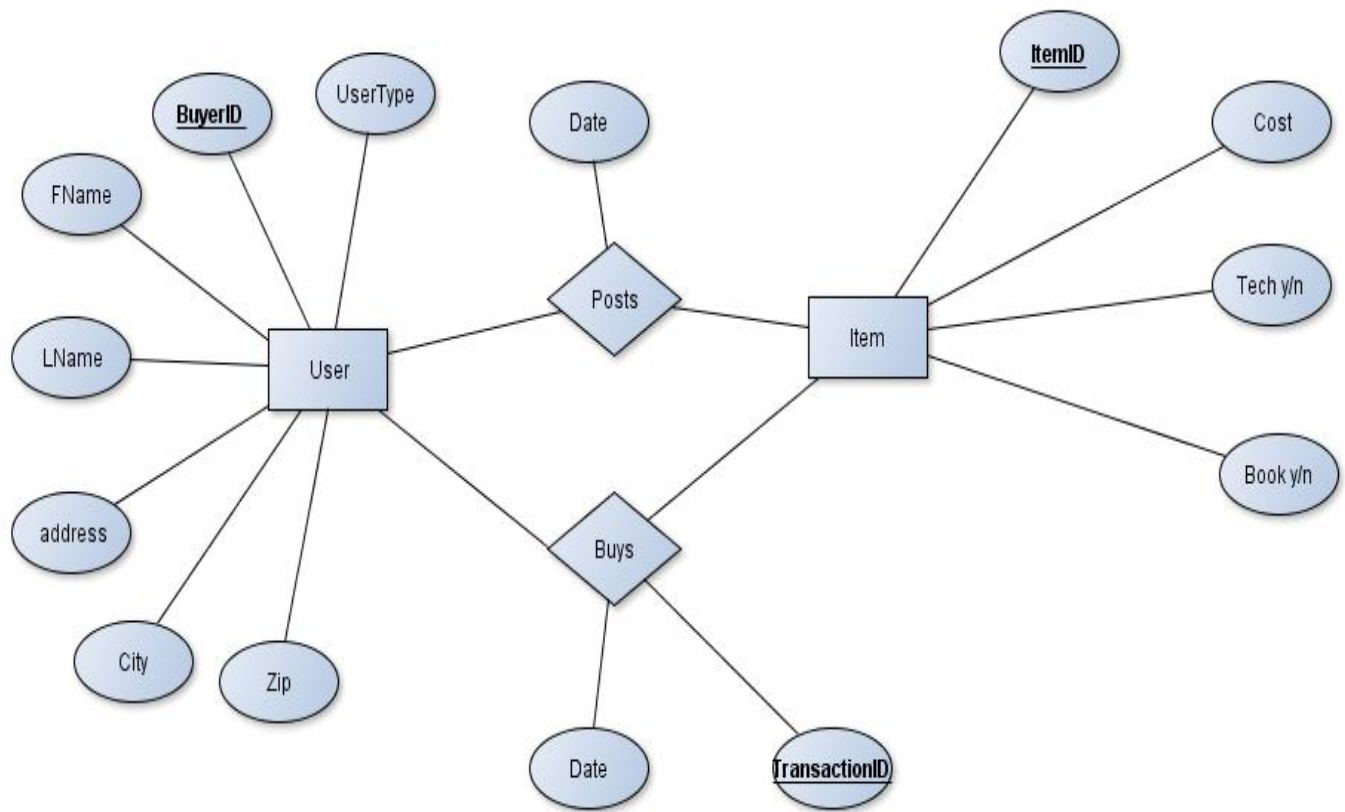 ItemID
UserType
BuyerID
Date
Cost
FName
Tech y/n
Posts
Item
LName
User
Book y/n
address
Buys
City
Zip
Date
TransactionID